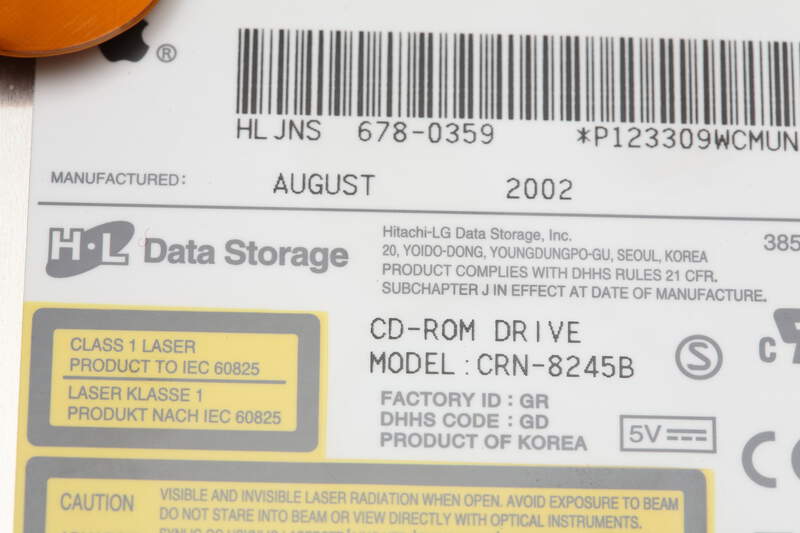 ®
HLJNS 678-0359 *P123309WCMUN
MANUFACTURED: AUGUST 2002
H·L Data Storage
Hitachi-LG Data Storage, Inc.
20, YOIDO-DONG, YOUNGDUNGPO-GU, SEOUL, KOREA
PRODUCT COMPLIES WITH DHHS RULES 21 CFR.
SUBCHAPTER J IN EFFECT AT DATE OF MANUFACTURE.
385
CLASS 1 LASER
PRODUCT TO IEC 60825
LASER KLASSE 1
PRODUKT NACH IEC 60825
CD-ROM DRIVE
MODEL:CRN-8245B
S
C
FACTORY ID : GR
DHHS CODE : GD
PRODUCT OF KOREA
5V
CE
CAUTION
VISIBLE AND INVISIBLE LASER RADIATION WHEN OPEN. AVOID EXPOSURE TO BEAM
DO NOT STARE INTO BEAM OR VIEW DIRECTLY WITH OPTICAL INSTRUMENTS.